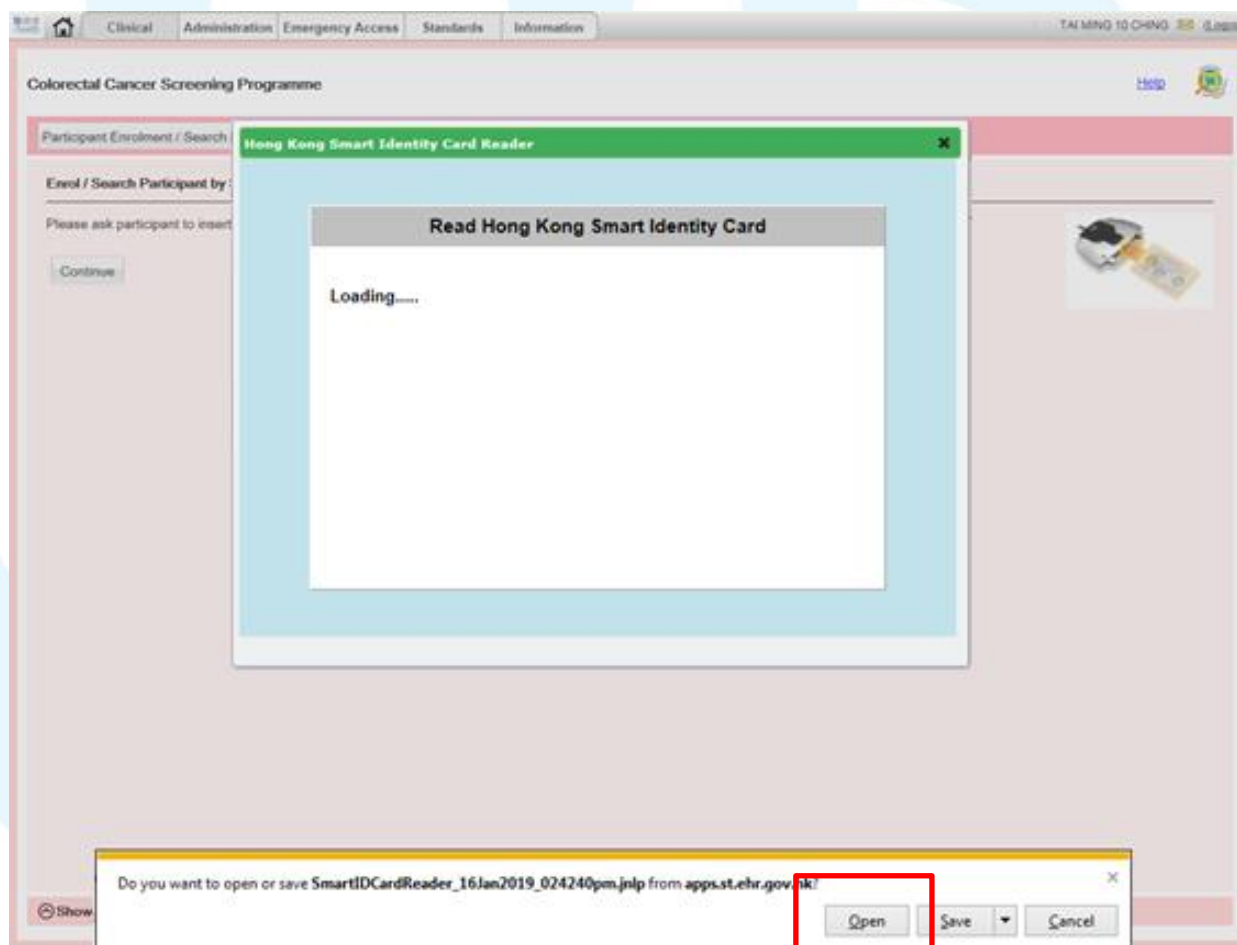 Clinical Administration Emergency Access Standards Information TAI MING 10 CHING
Colorectal Cancer Screening Programme Help
Participant Enrolment / Search
Hong Kong Smart Identity Card Reader
Enrol / Search Participant by
Please ask participant to insert
Read Hong Kong Smart Identity Card
Continue
Loading.....
Do you want to open or save SmartIDCardReader_16Jan2019_024240pm.jnlp from apps.st.ehr.gov.hk?
Show
Open Save Cancel